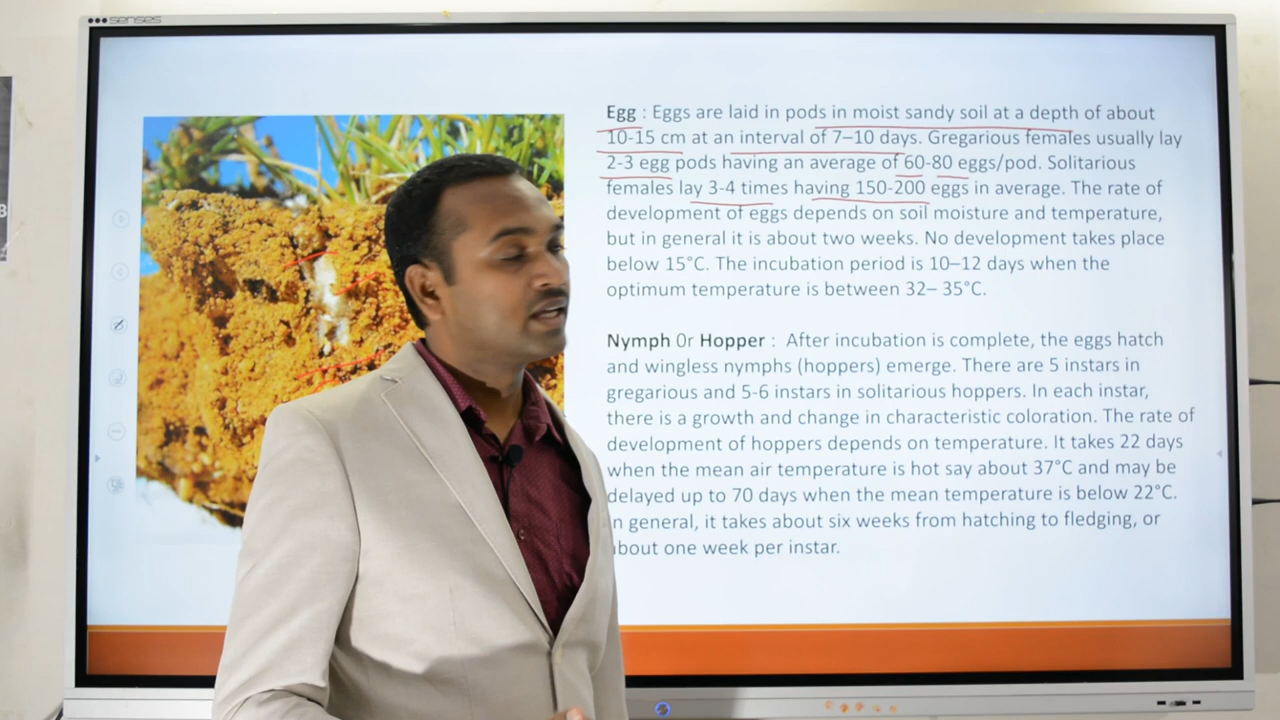 senses
B
Egg : Eggs are laid in pods in moist sandy soil at a depth of about
10-15 cm at an interval of 7–10 days. Gregarious females usually lay
2-3 egg pods having an average of 60-80 eggs/pod. Solitarious
females lay 3-4 times having 150-200 eggs in average. The rate of
development of eggs depends on soil moisture and temperature,
but in general it is about two weeks. No development takes place
below 15°C. The incubation period is 10–12 days when the
optimum temperature is between 32– 35°C.
Nymph Or Hopper : After incubation is complete, the eggs hatch
and wingless nymphs (hoppers) emerge. There are 5 instars in
gregarious and 5-6 instars in solitarious hoppers. In each instar,
there is a growth and change in characteristic coloration. The rate of
development of hoppers depends on temperature. It takes 22 days
when the mean air temperature is hot say about 37°C and may be
delayed up to 70 days when the mean temperature is below 22°C.
In general, it takes about six weeks from hatching to fledging, or
about one week per instar.